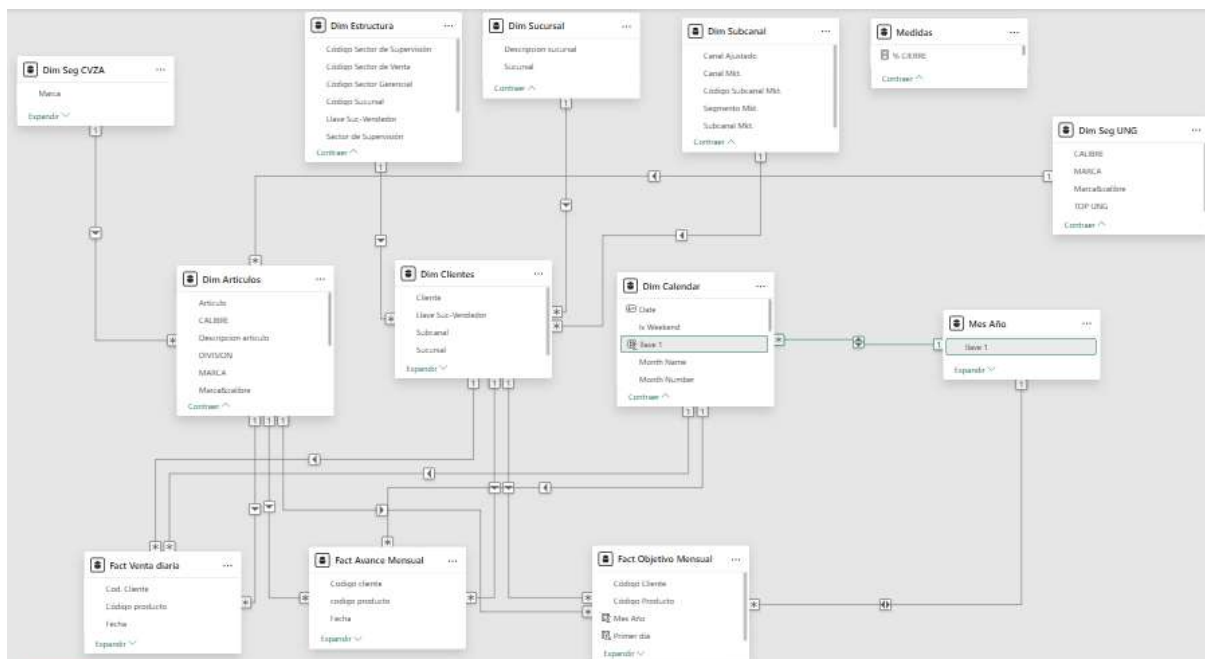 Dim Seg CVZA
Marca
Expandir
Dim Estructura
Código Sector de Supervisión
Código Sector de Venta
Código Sector Gerencial
Código Sucursal
Llave Suc-Vendedor
Sector de Supervisión
Contraer
Dim Sucursal
Descripcion sucursal
Sucursal
Contraer
Dim Subcanal
Canal Ajustado
Canal Mkt.
Código Subcanal Mkt.
Segmento Mkt.
Subcanal Mkt.
Contraer
Medidas
% CIERRE
Contraer
Dim Seg UNG
CALIBRE
MARCA
Marca&calibre
TOP UNG
Contraer
Dim Articulos
Articulo
CALIBRE
Descripcion articulo
DIVISION
MARCA
Marca&calibre
Contraer
Dim Clientes
Cliente
Llave Suc-Vendedor
Subcanal
Sucursal
Expandir
Dim Calendar
Date
Is Weekend
llave 1
Month Name
Month Number
Contraer
Mes Año
llave 1
Expandir
Fact Venta diaria
Cod. Cliente
Código producto
Fecha
Expandir
Fact Avance Mensual
Codigo cliente
codigo producto
Fecha
Expandir
Fact Objetivo Mensual
Código Cliente
Código Producto
Mes Año
Primer dia
Expandir